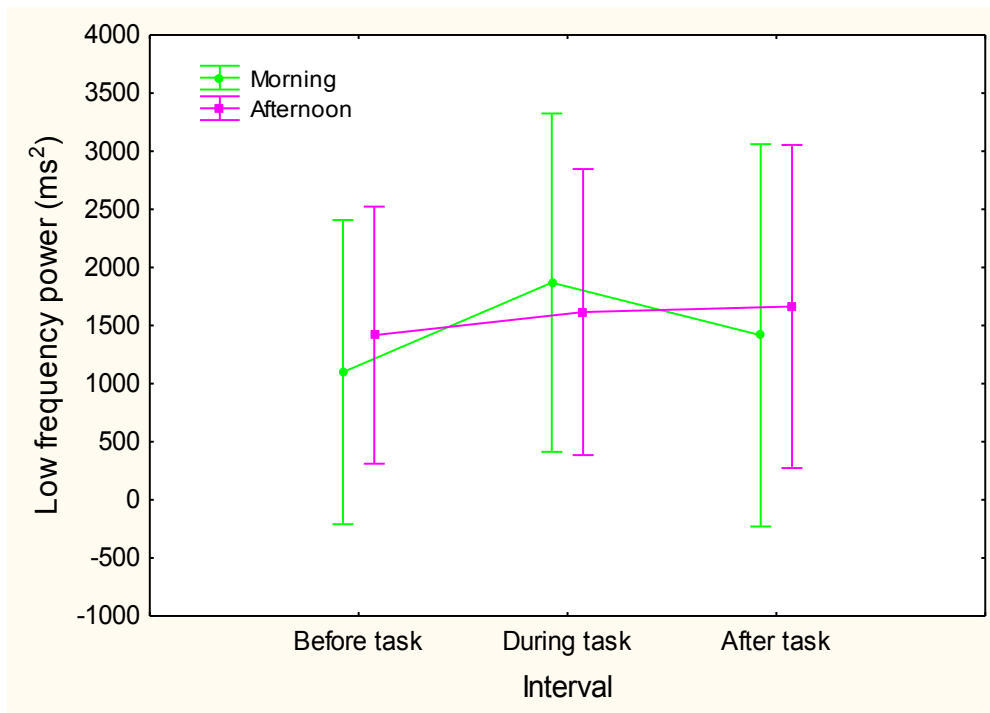 4000
3500
3000
2500
2000
1500
1000
500
0
-500
-1000
Low frequency power (ms²)
Morning
Afternoon
Before task
During task
After task
Interval